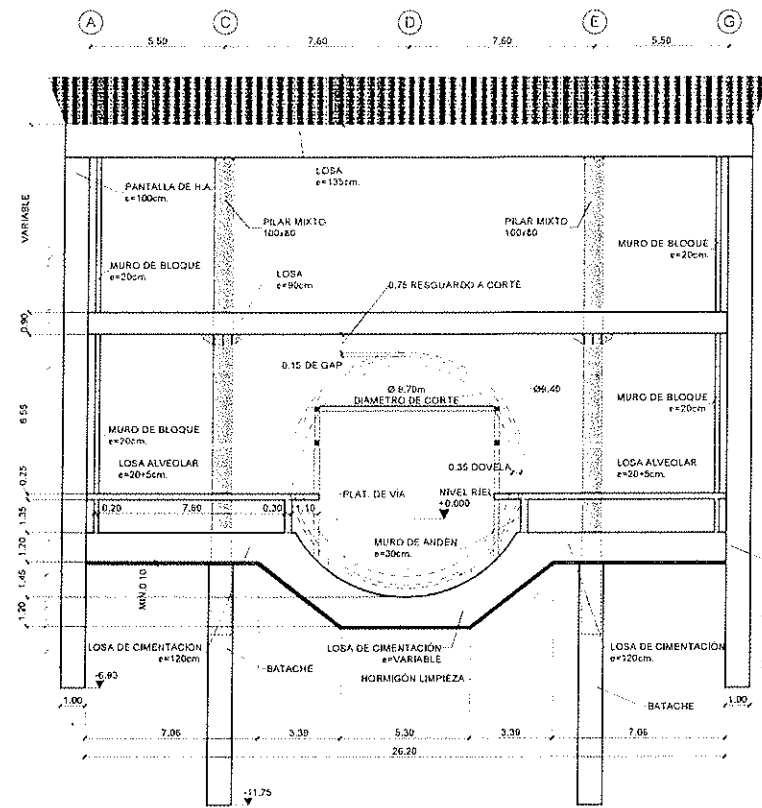 A C D E G
5.50 7.60 7.60 5.50
LOSA
e=135cm.
PANTALLA DE H.A.
e=100cm.
PILAR MIXTO
100x80
PILAR MIXTO
100x80
VARIABLE
MURO DE BLOQUE
e=20cm.
MURO DE BLOQUE
e=20cm.
LOSA
e=90cm
0.75 RESGUARDO A CORTE
0.90
0.15 DE GAP
Ø 9.70m
DIAMETRO DE CORTE
Ø9.40
6.55
MURO DE BLOQUE
e=20cm
MURO DE BLOQUE
e=20cm.
LOSA ALVEOLAR
e=20+5cm.
0.35 DOVELA
LOSA ALVEOLAR
e=20+5cm.
0.25
PLAT. DE VÍA
NIVEL RIEL
+0.000
0.20 7.60 0.30 1.10
1.35
MURO DE ANDÉN
e=30cm.
1.20
1.45
MIN.0.10
1.20
LOSA DE CIMENTACIÓN
e=120cm
LOSA DE CIMENTACIÓN
e=VARIABLE
LOSA DE CIMENTACIÓN
e=120cm.
BATACHE
HORMIGÓN LIMPIEZA
-6.93
1.00
BATACHE
1.00
7.06 3.39 5.30 3.39 7.06
26.20
-11.75